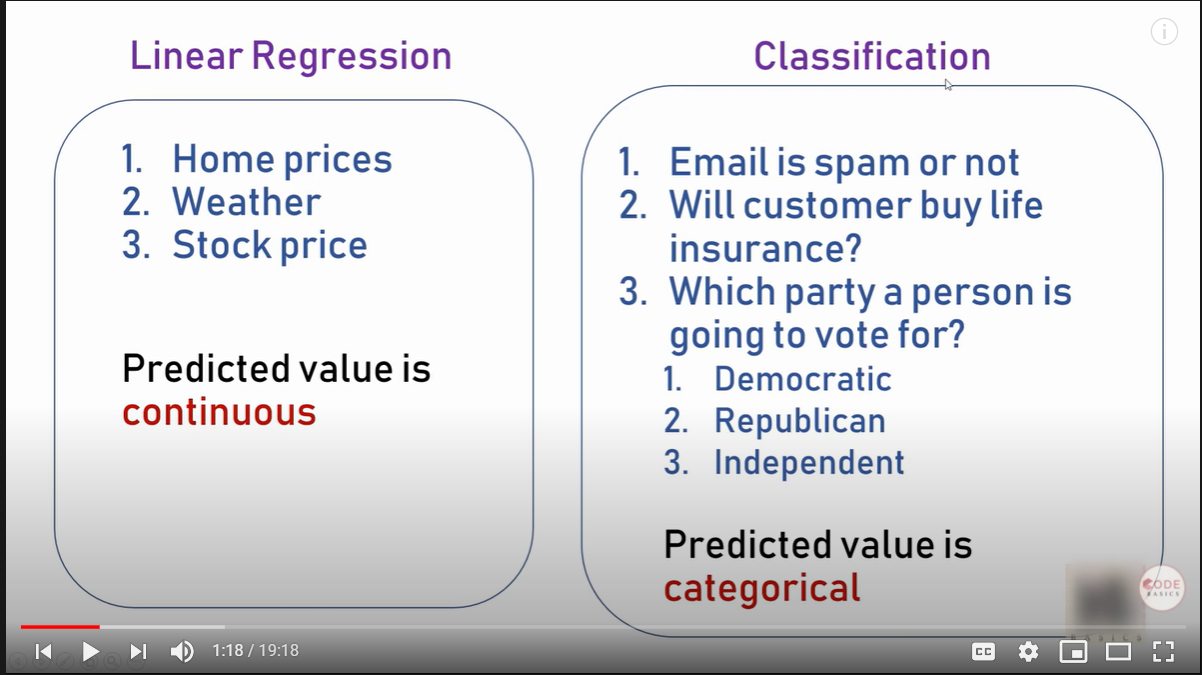 Linear Regression
1. Home prices
2. Weather
3. Stock price
Predicted value is
continuous
Classification
1. Email is spam or not
2. Will customer buy life
insurance?
3. Which party a person is
going to vote for?
1. Democratic
2. Republican
3. Independent
Predicted value is
categorical
CODE
BASICS
BASICS
1:18 / 19:18
CC